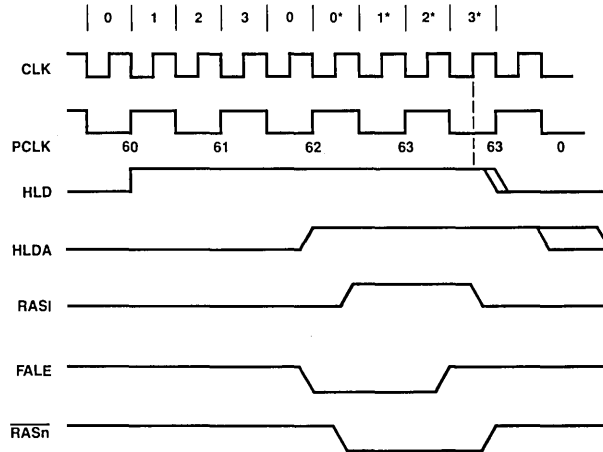 0 1 2 3 0 0* 1* 2* 3*
CLK
PCLK
60 61 62 63 63 0
HLD
HLDA
RASI
FALE
RASn